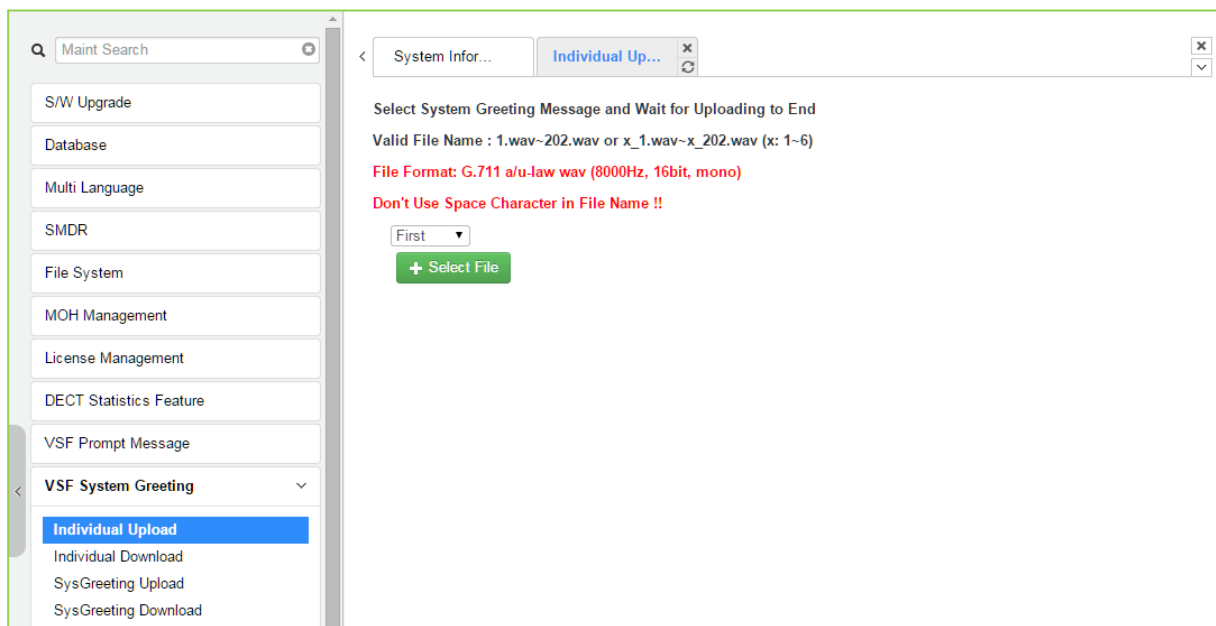 Maint Search
S/W Upgrade
Database
Multi Language
SMDR
File System
MOH Management
License Management
DECT Statistics Feature
VSF Prompt Message
VSF System Greeting
Individual Upload
Individual Download
SysGreeting Upload
SysGreeting Download
System Infor...
Individual Up...
Select System Greeting Message and Wait for Uploading to End
Valid File Name : 1.wav~202.wav or x_1.wav~x_202.wav (x: 1~6)
File Format: G.711 a/u-law wav (8000Hz, 16bit, mono)
Don't Use Space Character in File Name !!
First
+ Select File